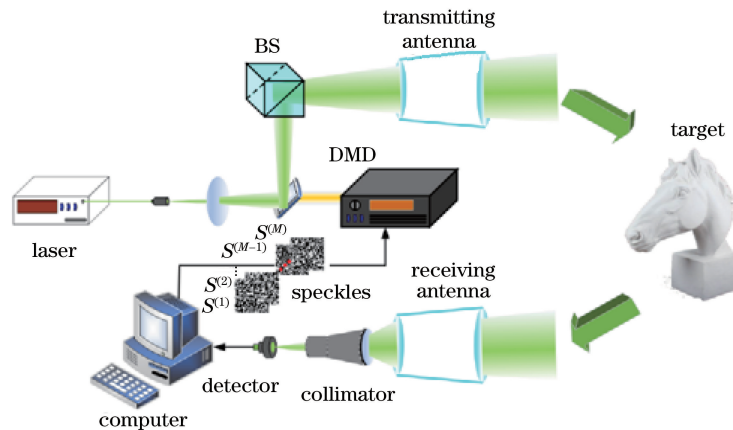 transmitting
antenna
BS
target
DMD
laser
S(M)
S(M−1)
S(2)
S(1)
speckles
receiving
antenna
detector
collimator
computer